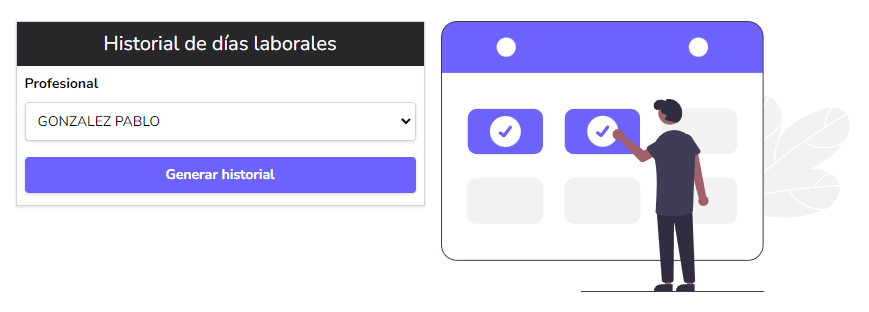 Historial de días laborales
Profesional
GONZALEZ PABLO
Generar historial